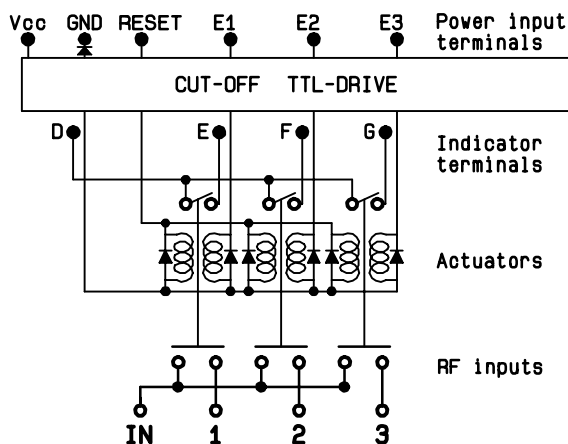 Vcc GND RESET E1 E2 E3 Power input
terminals
CUT-OFF TTL-DRIVE
D E F G Indicator
terminals
Actuators
RF inputs
IN 1 2 3